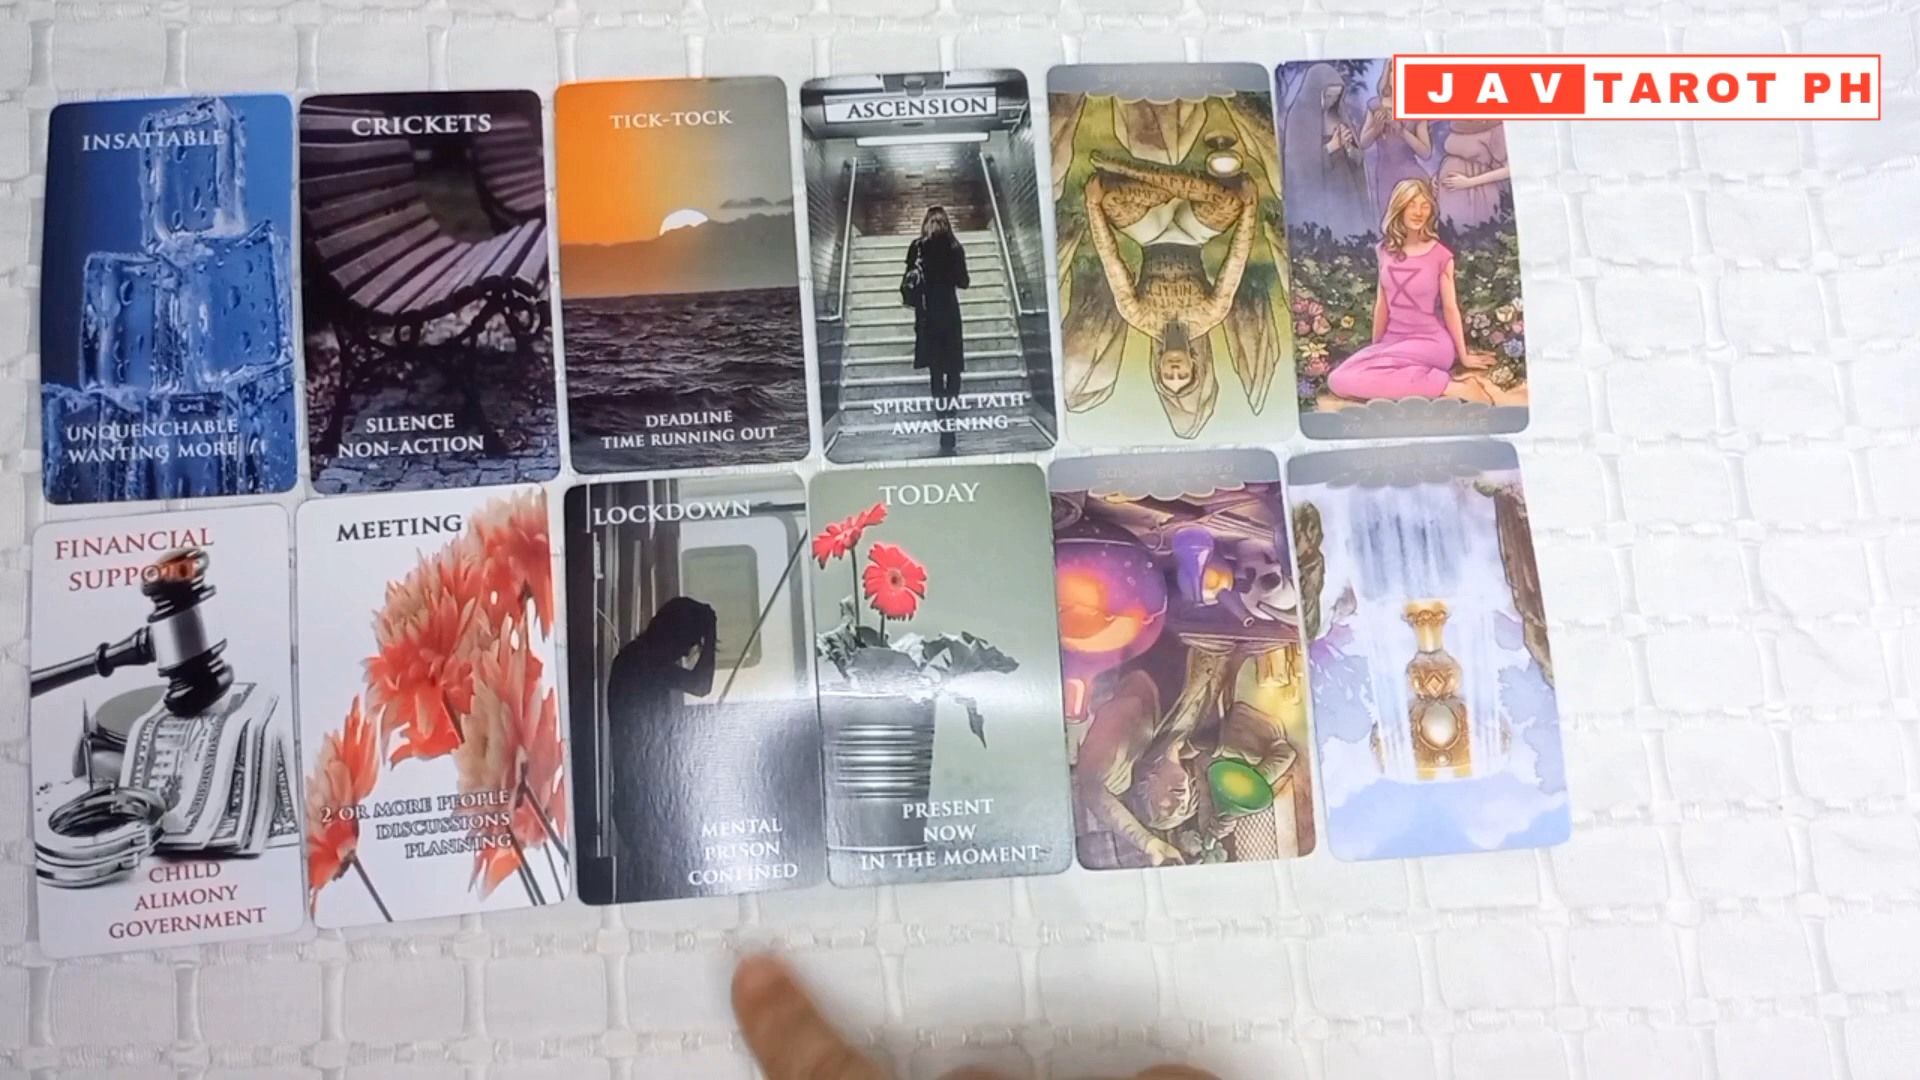 JAV TAROT PH
INSATIABLE
UNQUENCHABLE
WANTING MORE
CRICKETS
SILENCE
NON-ACTION
TICK-TOCK
DEADLINE
TIME RUNNING OUT
ASCENSION
SPIRITUAL PATH
AWAKENING
FINANCIAL
SUPPORT
CHILD
ALIMONY
GOVERNMENT
MEETING
2 OR MORE PEOPLE
DISCUSSIONS
PLANNING
LOCKDOWN
MENTAL
PRISON
CONFINED
TODAY
PRESENT
NOW
IN THE MOMENT